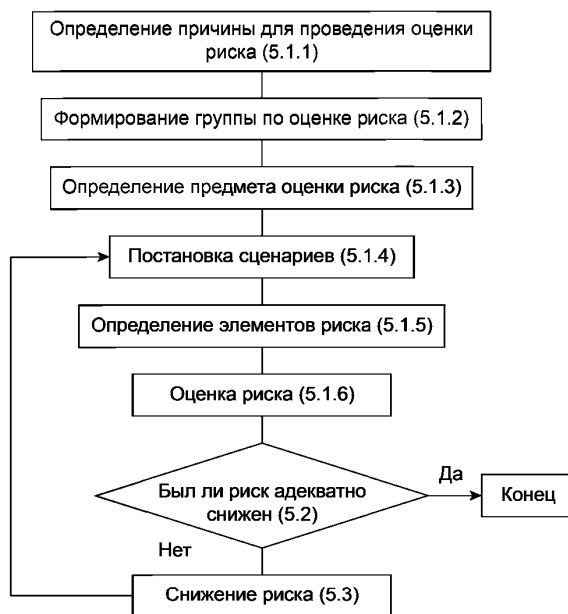 Определение причины для проведения оценки
риска (5.1.1)
Формирование группы по оценке риска (5.1.2)
Определение предмета оценки риска (5.1.3)
Постановка сценариев (5.1.4)
Определение элементов риска (5.1.5)
Оценка риска (5.1.6)
Был ли риск адекватно
снижен (5.2)
Да
Конец
Нет
Снижение риска (5.3)